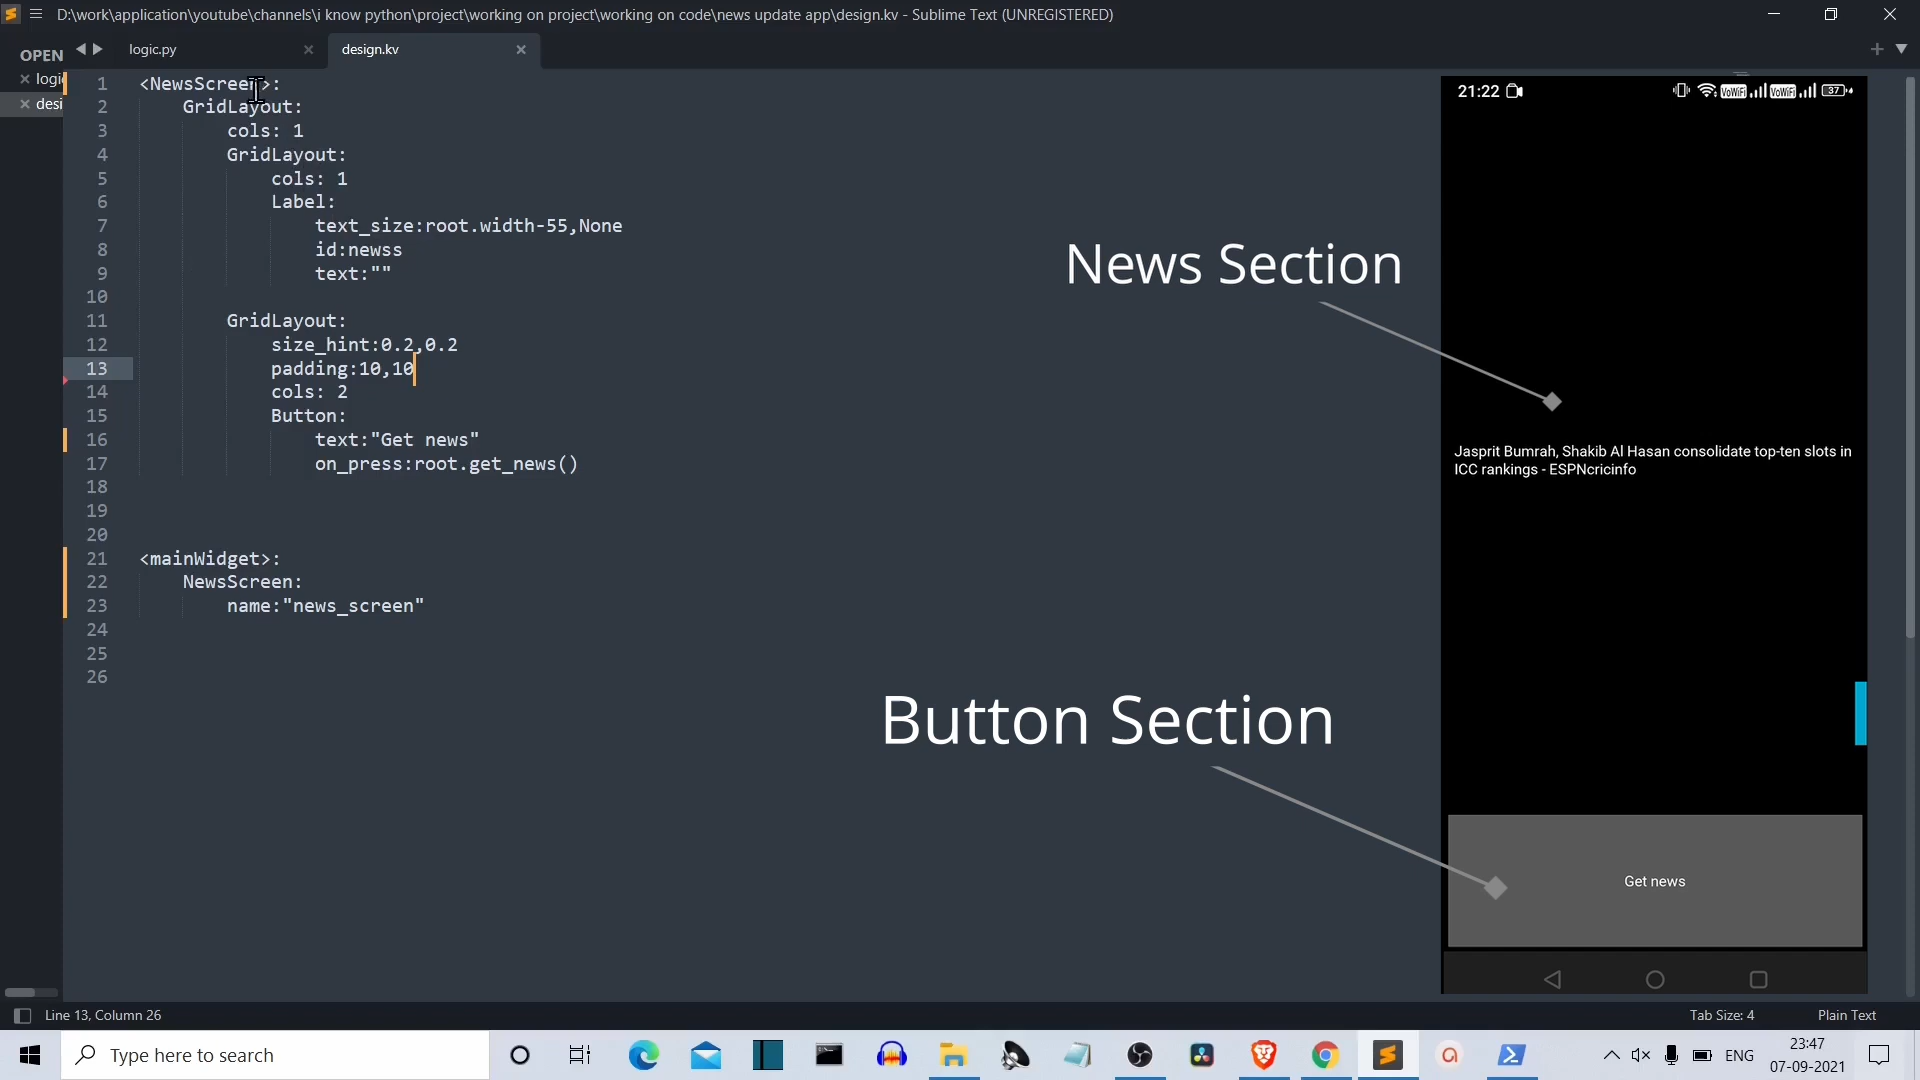 D:\work\application\youtube\channels\i know python\project\working on project\working on code\news update app\design.kv - Sublime Text (UNREGISTERED)
OPEN
logic.py
design.kv
logi
desi
1 <NewsScreen>:
2 GridLayout:
3 cols: 1
4 GridLayout:
5 cols: 1
6 Label:
7 text_size:root.width-55,None
8 id:newss
9 text:""
10
11 GridLayout:
12 size_hint:0.2,0.2
13 padding:10,10
14 cols: 2
15 Button:
16 text:"Get news"
17 on_press:root.get_news()
18
19
20
21 <mainWidget>:
22 NewsScreen:
23 name:"news_screen"
24
25
26
News Section
Button Section
21:22
VoWiFi VoWiFi 37
Jasprit Bumrah, Shakib Al Hasan consolidate top-ten slots in
ICC rankings - ESPNcricinfo
Get news
Line 13, Column 26
Tab Size: 4
Plain Text
Type here to search
ENG
23:47
07-09-2021